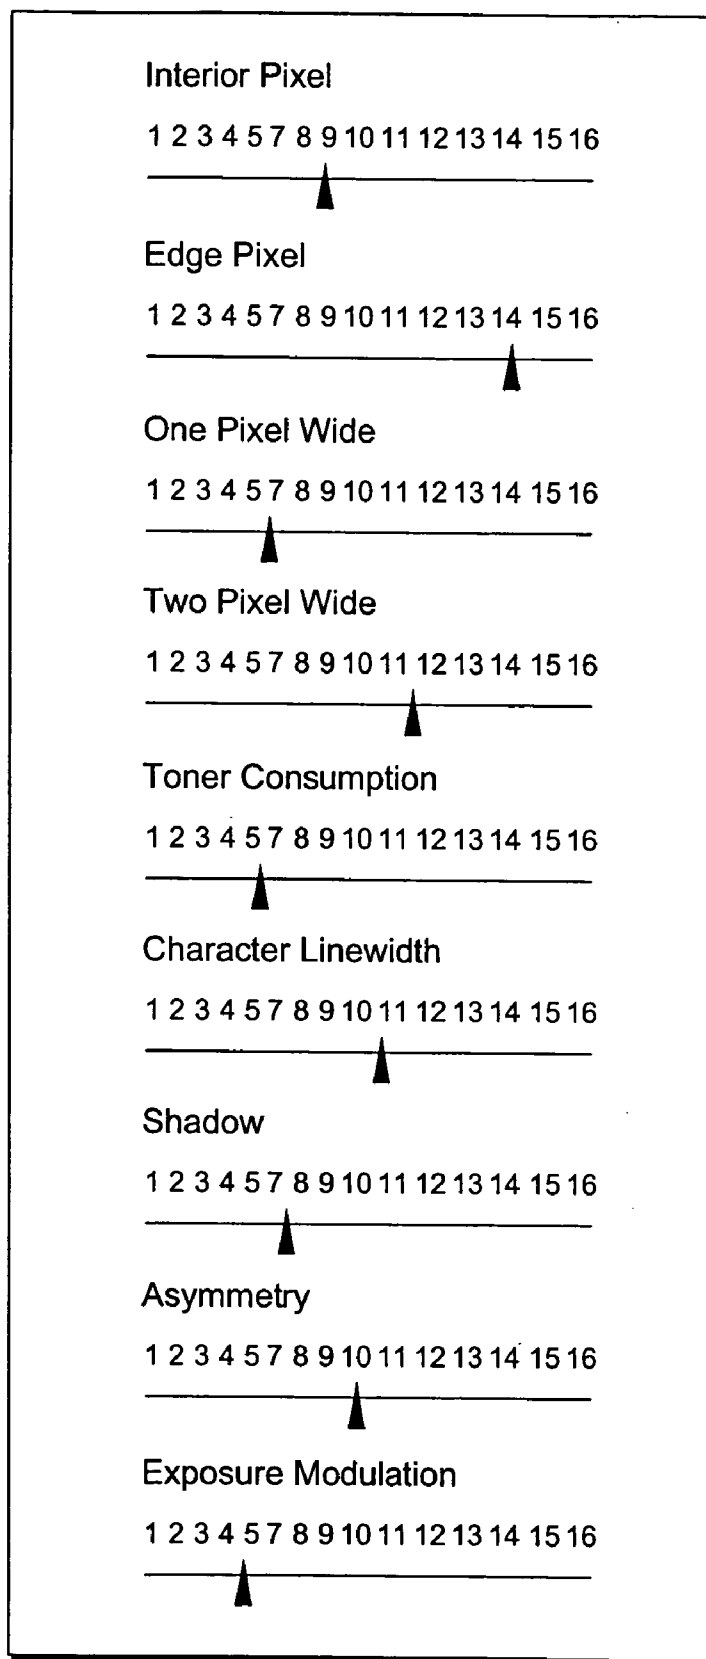 Interior Pixel
1 2 3 4 5 7 8 9 10 11 12 13 14 15 16
Edge Pixel
1 2 3 4 5 7 8 9 10 11 12 13 14 15 16
One Pixel Wide
1 2 3 4 5 7 8 9 10 11 12 13 14 15 16
Two Pixel Wide
1 2 3 4 5 7 8 9 10 11 12 13 14 15 16
Toner Consumption
1 2 3 4 5 7 8 9 10 11 12 13 14 15 16
Character Linewidth
1 2 3 4 5 7 8 9 10 11 12 13 14 15 16
Shadow
1 2 3 4 5 7 8 9 10 11 12 13 14 15 16
Asymmetry
1 2 3 4 5 7 8 9 10 11 12 13 14 15 16
Exposure Modulation
1 2 3 4 5 7 8 9 10 11 12 13 14 15 16